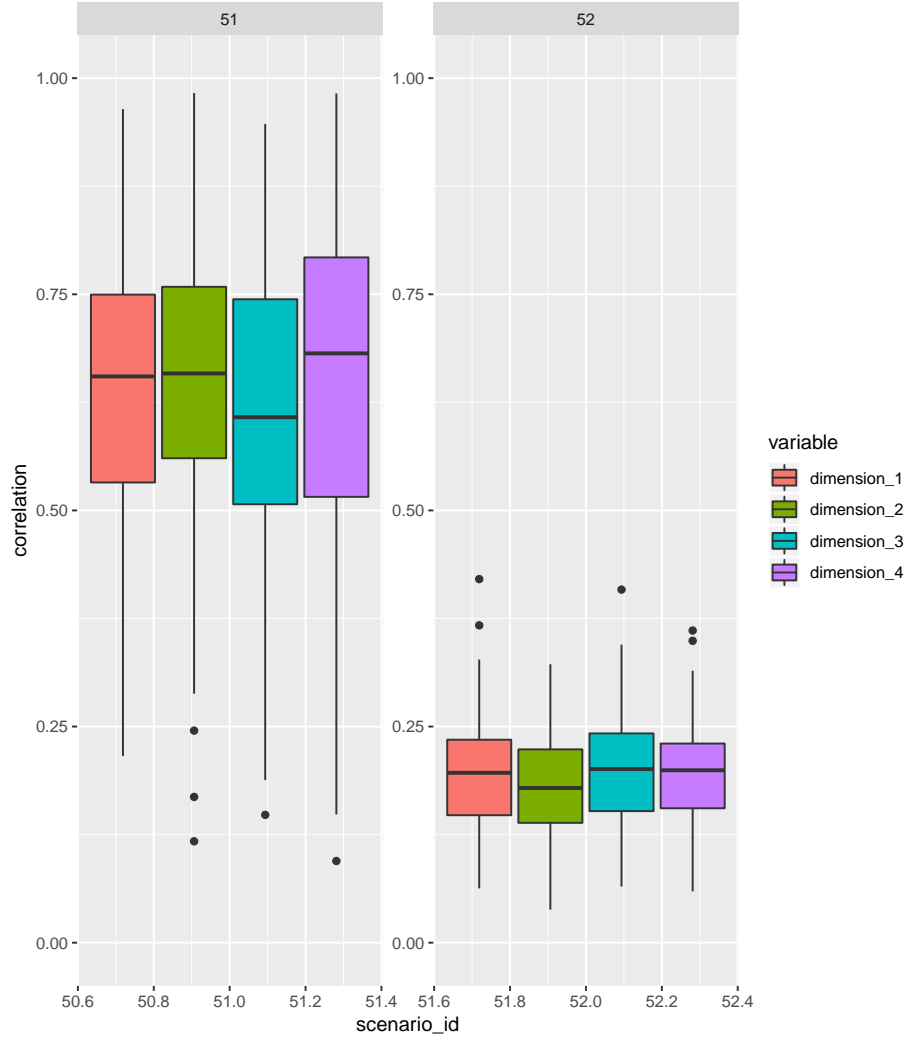 51
52
1.00
0.75
0.50
0.25
0.00
1.00
0.75
0.50
0.25
0.00
50.6 50.8 51.0 51.2 51.4
51.6 51.8 52.0 52.2 52.4
scenario_id
correlation
variable
dimension_1
dimension_2
dimension_3
dimension_4